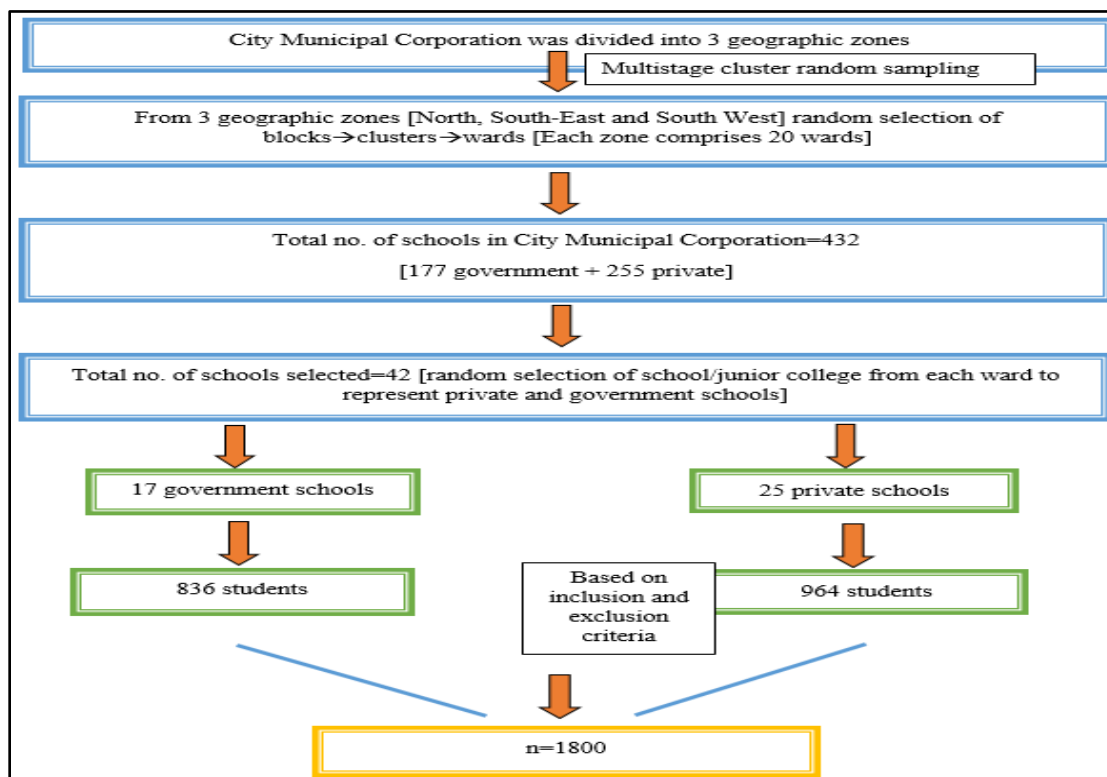 City Municipal Corporation was divided into 3 geographic zones
Multistage cluster random sampling
From 3 geographic zones [North, South-East and South West] random selection of
blocks→clusters→wards [Each zone comprises 20 wards]
Total no. of schools in City Municipal Corporation=432
[177 government + 255 private]
Total no. of schools selected=42 [random selection of school/junior college from each ward to
represent private and government schools]
17 government schools
25 private schools
836 students
Based on
inclusion and
exclusion
criteria
964 students
n=1800